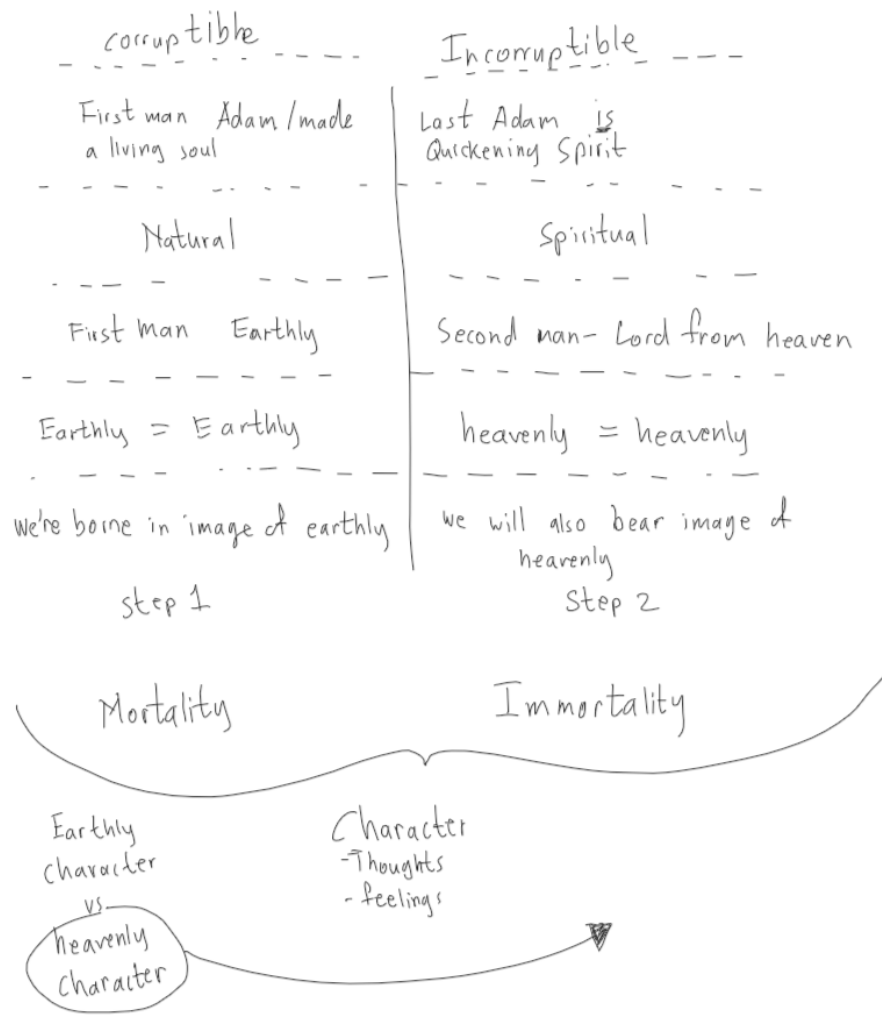 corruptible
Incorruptible
First man Adam/made
a living soul
Last Adam is
Quickening Spirit
Natural
Spiritual
First man Earthly
Second man- Lord from heaven
Earthly = Earthly
heavenly = heavenly
We're borne in image of earthly
we will also bear image of
heavenly
step 1
Step 2
Mortality
Immortality
Earthly
character
vs
heavenly
character
Character
-Thoughts
-feelings